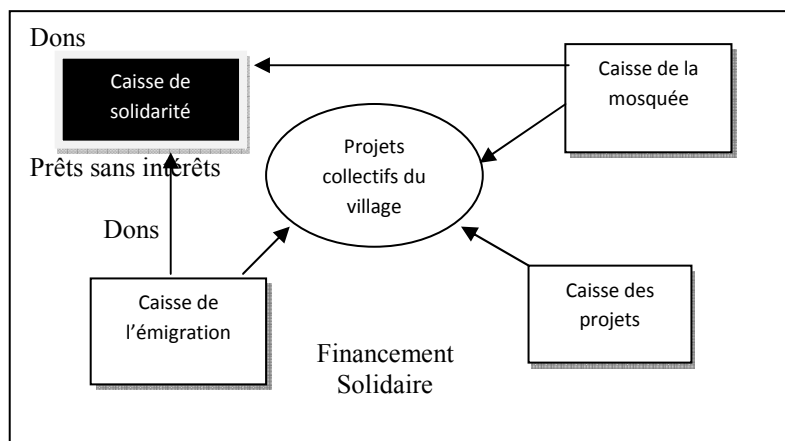 Dons
Caisse de
solidarité
Caisse de la
mosquée
Projets
collectifs du
village
Prêts sans intérêts
Dons
Caisse de
l'émigration
Caisse des
projets
Financement
Solidaire